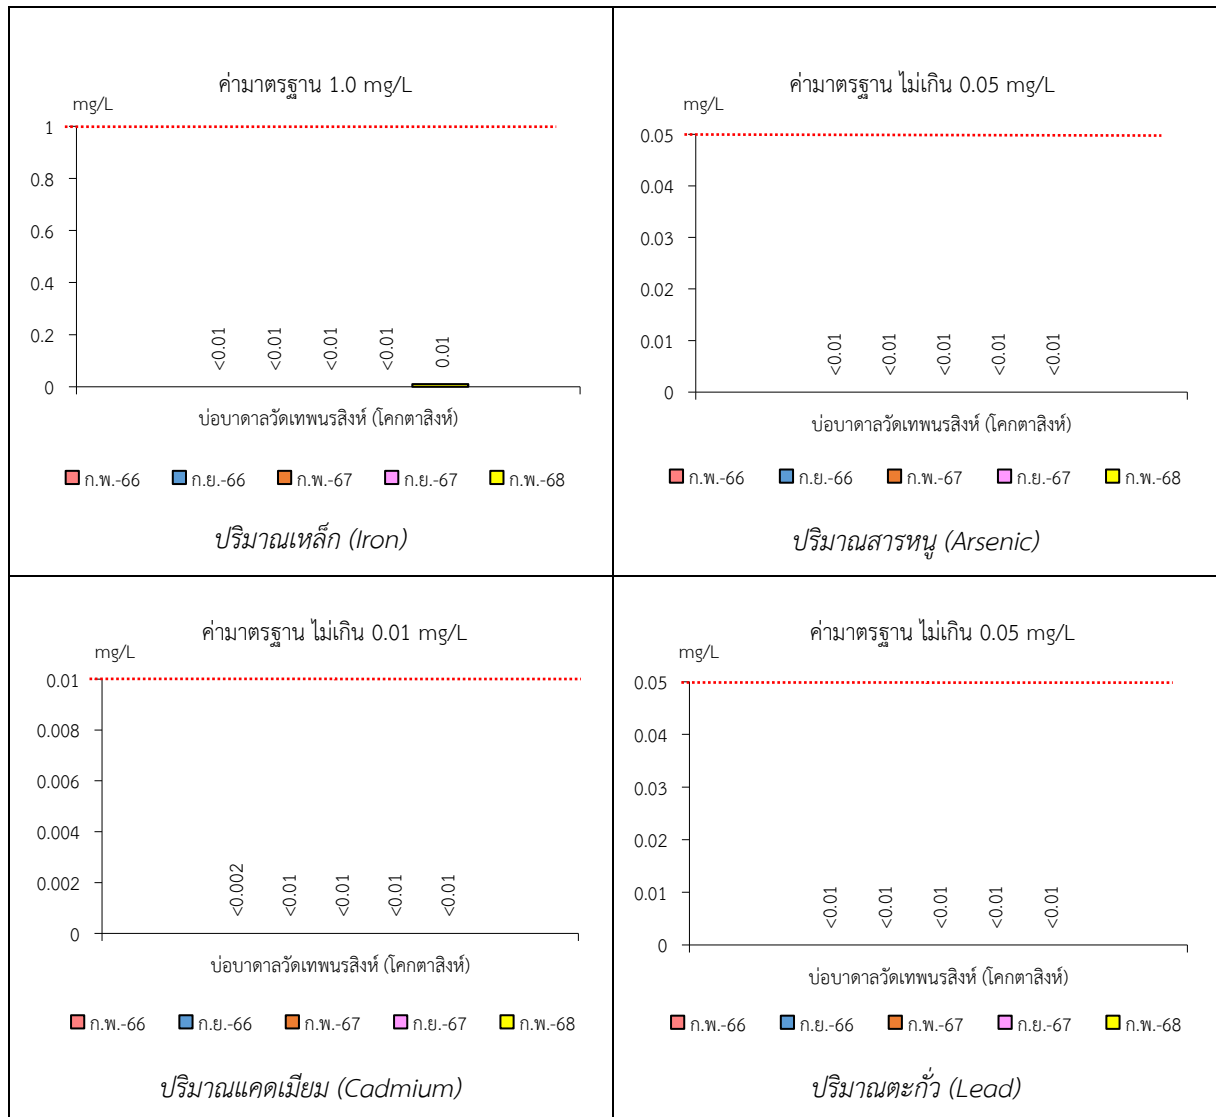 ค่ามาตรฐาน 1.0 mg/L
mg/L
1
0.8
0.6
0.4
0.2
0
<0.01
<0.01
<0.01
<0.01
0.01
บ่อบาดาลวัดเทพนรสิงห์ (โคกตาสิงห์)
ก.พ.-66 ก.ย.-66 ก.พ.-67 ก.ย.-67 ก.พ.-68
ปริมาณเหล็ก (Iron)
ค่ามาตรฐาน ไม่เกิน 0.05 mg/L
mg/L
0.05
0.04
0.03
0.02
0.01
0
<0.01
<0.01
<0.01
<0.01
<0.01
บ่อบาดาลวัดเทพนรสิงห์ (โคกตาสิงห์)
ก.พ.-66 ก.ย.-66 ก.พ.-67 ก.ย.-67 ก.พ.-68
ปริมาณสารหนู (Arsenic)
ค่ามาตรฐาน ไม่เกิน 0.01 mg/L
mg/L
0.01
0.008
0.006
0.004
0.002
0
<0.002
<0.01
<0.01
<0.01
<0.01
บ่อบาดาลวัดเทพนรสิงห์ (โคกตาสิงห์)
ก.พ.-66 ก.ย.-66 ก.พ.-67 ก.ย.-67 ก.พ.-68
ปริมาณแคดเมียม (Cadmium)
ค่ามาตรฐาน ไม่เกิน 0.05 mg/L
mg/L
0.05
0.04
0.03
0.02
0.01
0
<0.01
<0.01
<0.01
<0.01
<0.01
บ่อบาดาลวัดเทพนรสิงห์ (โคกตาสิงห์)
ก.พ.-66 ก.ย.-66 ก.พ.-67 ก.ย.-67 ก.พ.-68
ปริมาณตะกั่ว (Lead)